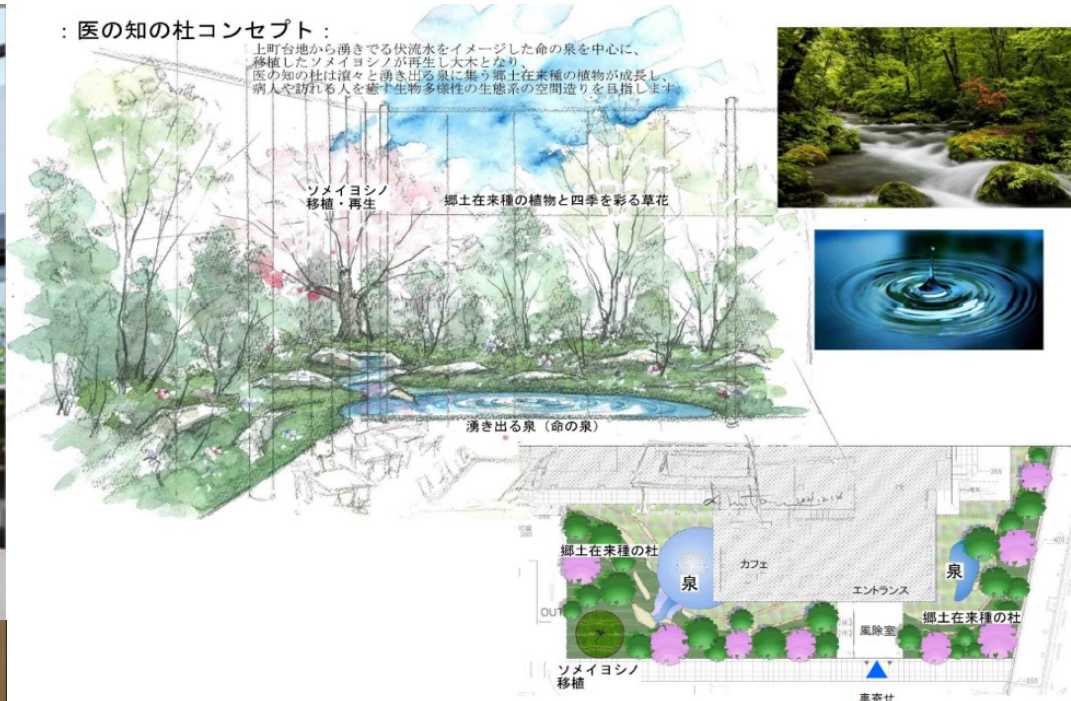 ：医の知の杜コンセプト：
上町台地から湧きでる伏流水をイメージした命の泉を中心に、
移植したソメイヨシノが再生し大木となり、
医の知の杜は滾々と湧き出る泉に集う郷土在来種の植物が成長し、
病人や訪れる人を癒す生物多様性の生態系の空間造りを目指します。
ソメイヨシノ
移植・再生
郷土在来種の植物と四季を彩る草花
湧き出る泉（命の泉）
郷土在来種の杜
泉
カフェ
エントランス
泉
郷土在来種の杜
風除室
OUT
ソメイヨシノ
移植
車寄せ